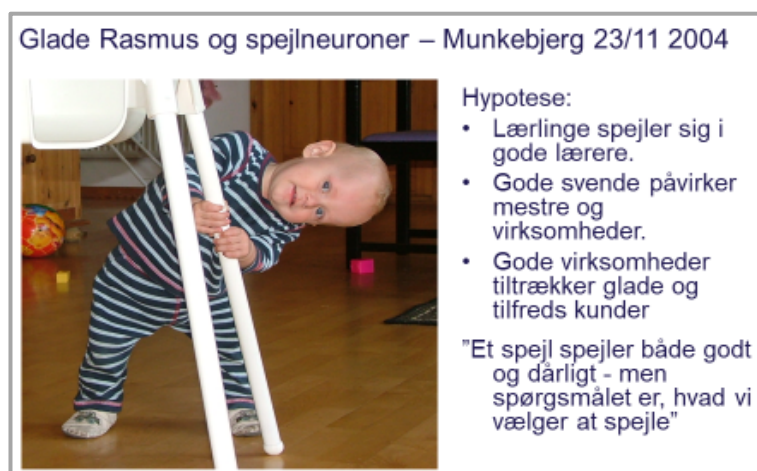 Glade Rasmus og spejlneuroner – Munkebjerg 23/11 2004
Hypotese:
• Lærlinge spejler sig i
gode lærere.
• Gode svende påvirker
mestre og
virksomheder.
• Gode virksomheder
tiltrækker glade og
tilfreds kunder
”Et spejl spejler både godt
og dårligt - men
spørgsmålet er, hvad vi
vælger at spejle”